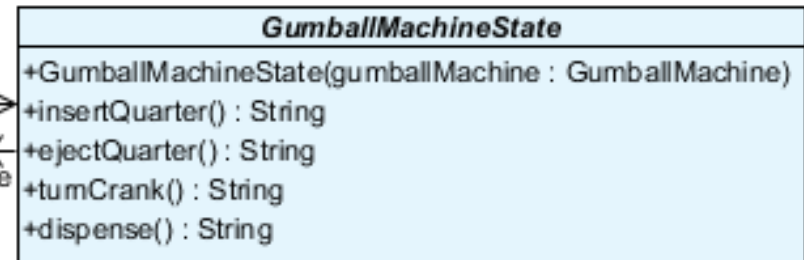 GumballMachineState
+GumballMachineState(gumballMachine : GumballMachine)
+insertQuarter() : String
+ejectQuarter() : String
e
+turnCrank() : String
+dispense() : String